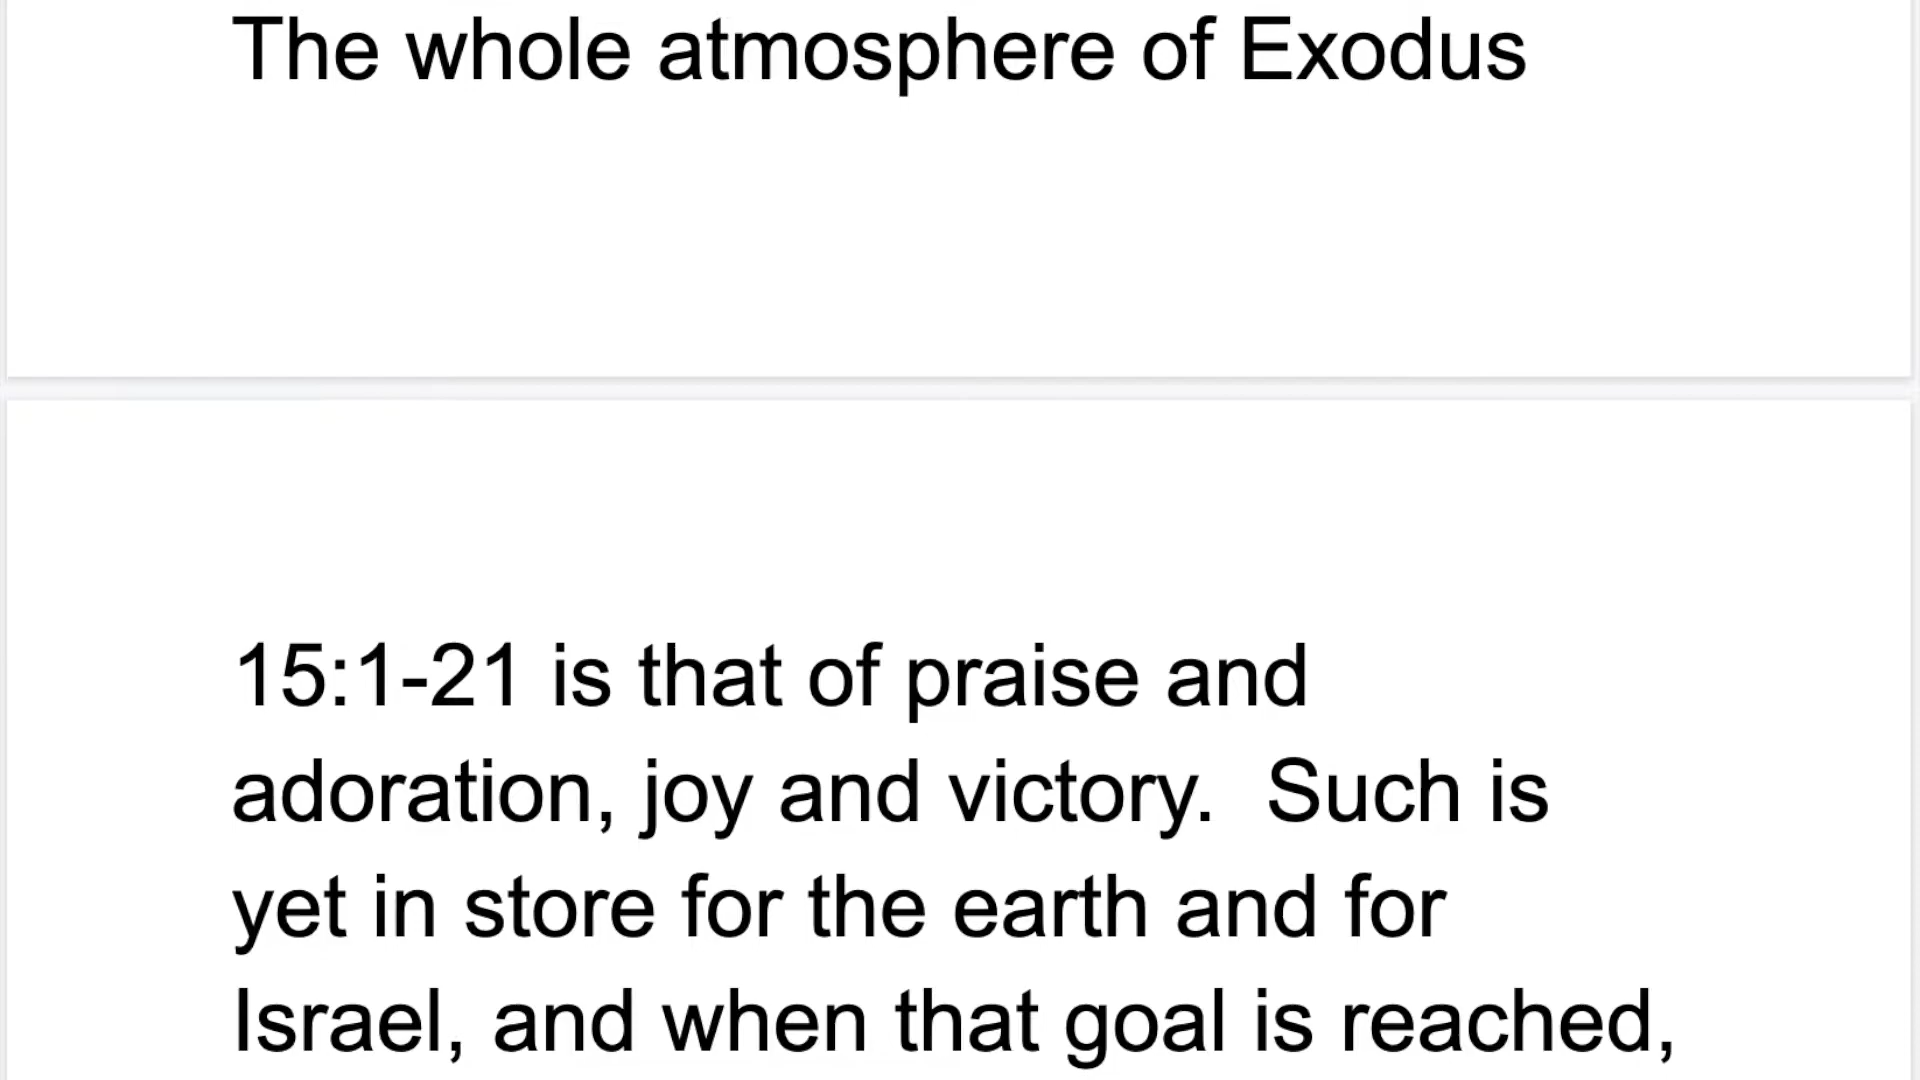 The whole atmosphere of Exodus
15:1-21 is that of praise and
adoration, joy and victory.  Such is
yet in store for the earth and for
Israel, and when that goal is reached,